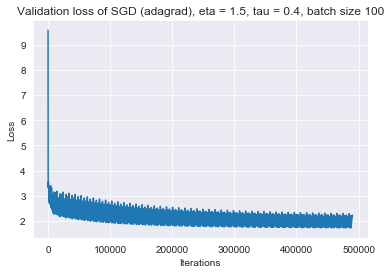 Validation loss of SGD (adagrad), eta = 1.5, tau = 0.4, batch size 100
9
8
7
6
5
4
3
2
Loss
0 100000 200000 300000 400000 500000
Iterations